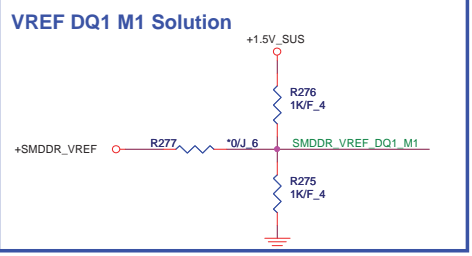 VREF DQ1 M1 Solution
+1.5V_SUS
R276
1K/F_4
+SMDDR_VREF
R277
*0/J_6
SMDDR_VREF_DQ1_M1
R275
1K/F_4